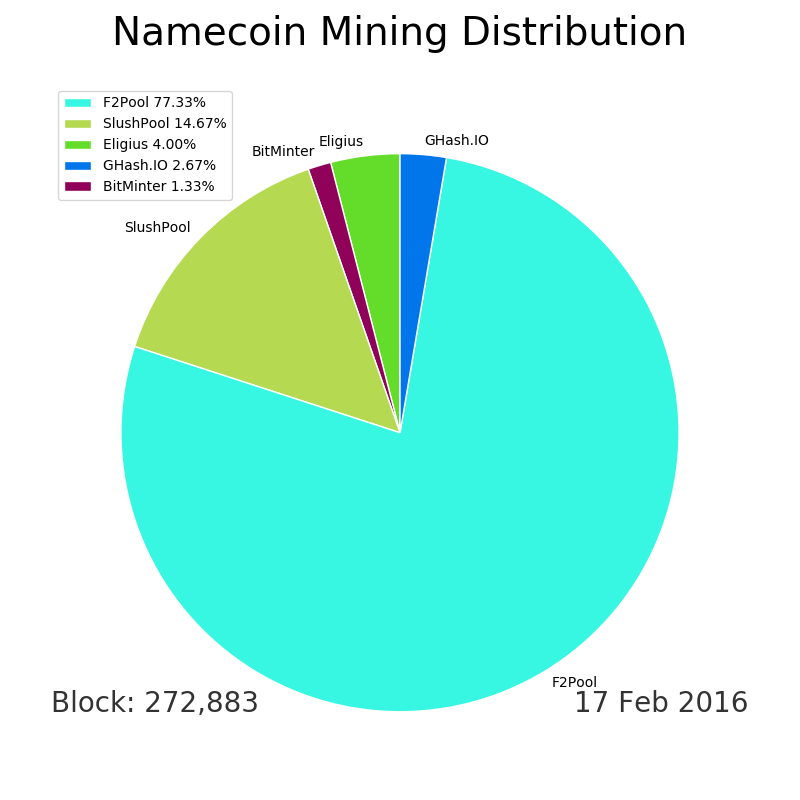 Namecoin Mining Distribution
F2Pool 77.33%
SlushPool 14.67%
Eligius 4.00%
GHash.IO 2.67%
BitMinter 1.33%
GHash.IO
Eligius
BitMinter
SlushPool
F2Pool
Block: 272,883
17 Feb 2016